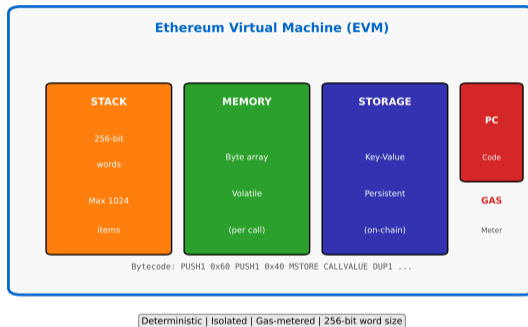 Ethereum Virtual Machine (EVM)
STACK
256-bit
words
Max 1024
items
MEMORY
Byte array
Volatile
(per call)
STORAGE
Key-Value
Persistent
(on-chain)
PC
Code
GAS
Meter
Bytecode: PUSH1 0x60 PUSH1 0x40 MSTORE CALLVALUE DUP1 ...
Deterministic | Isolated | Gas-metered | 256-bit word size